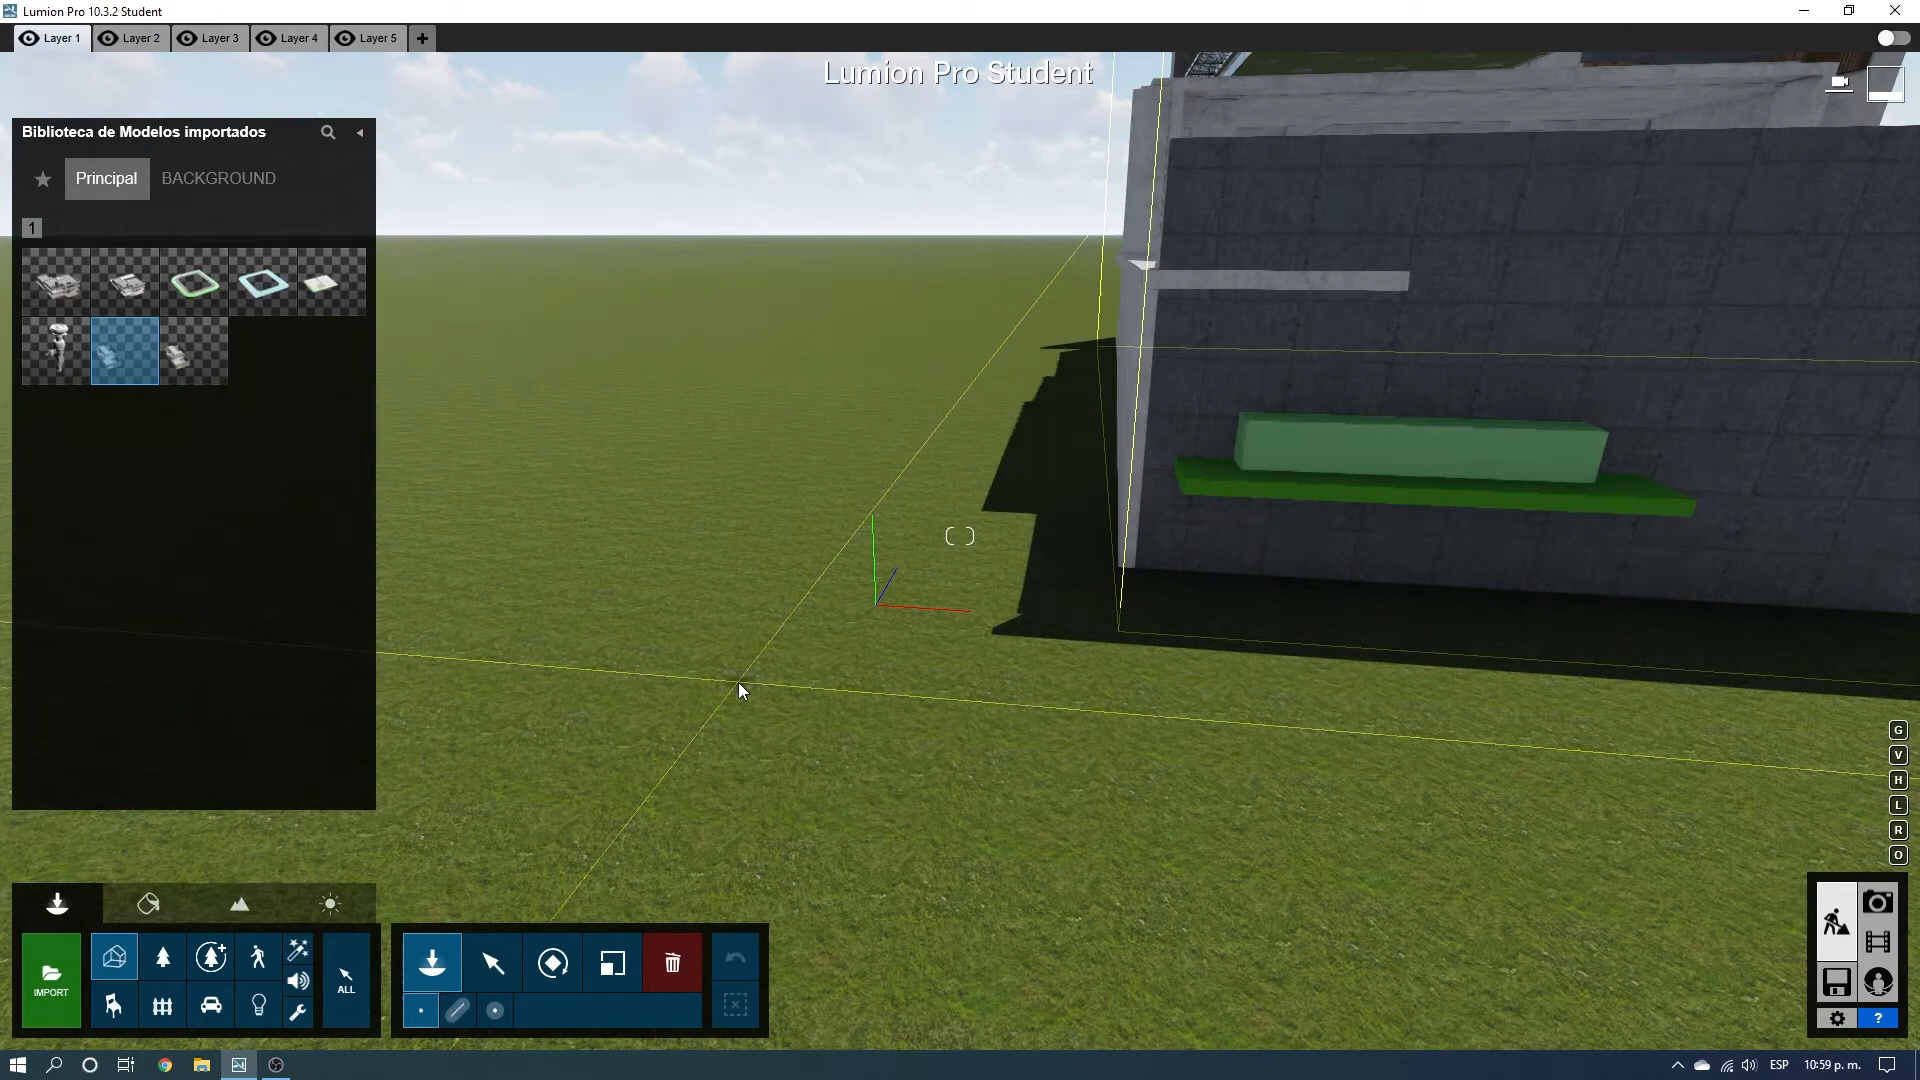 Lumion Pro 10.3.2 Student
Layer 1
Layer 2
Layer 3
Layer 4
Layer 5
Lumion Pro Student
Biblioteca de Modelos importados
Principal
BACKGROUND
1
G
V
H
L
R
O
IMPORT
ALL
?
ESP
10:59 p. m.